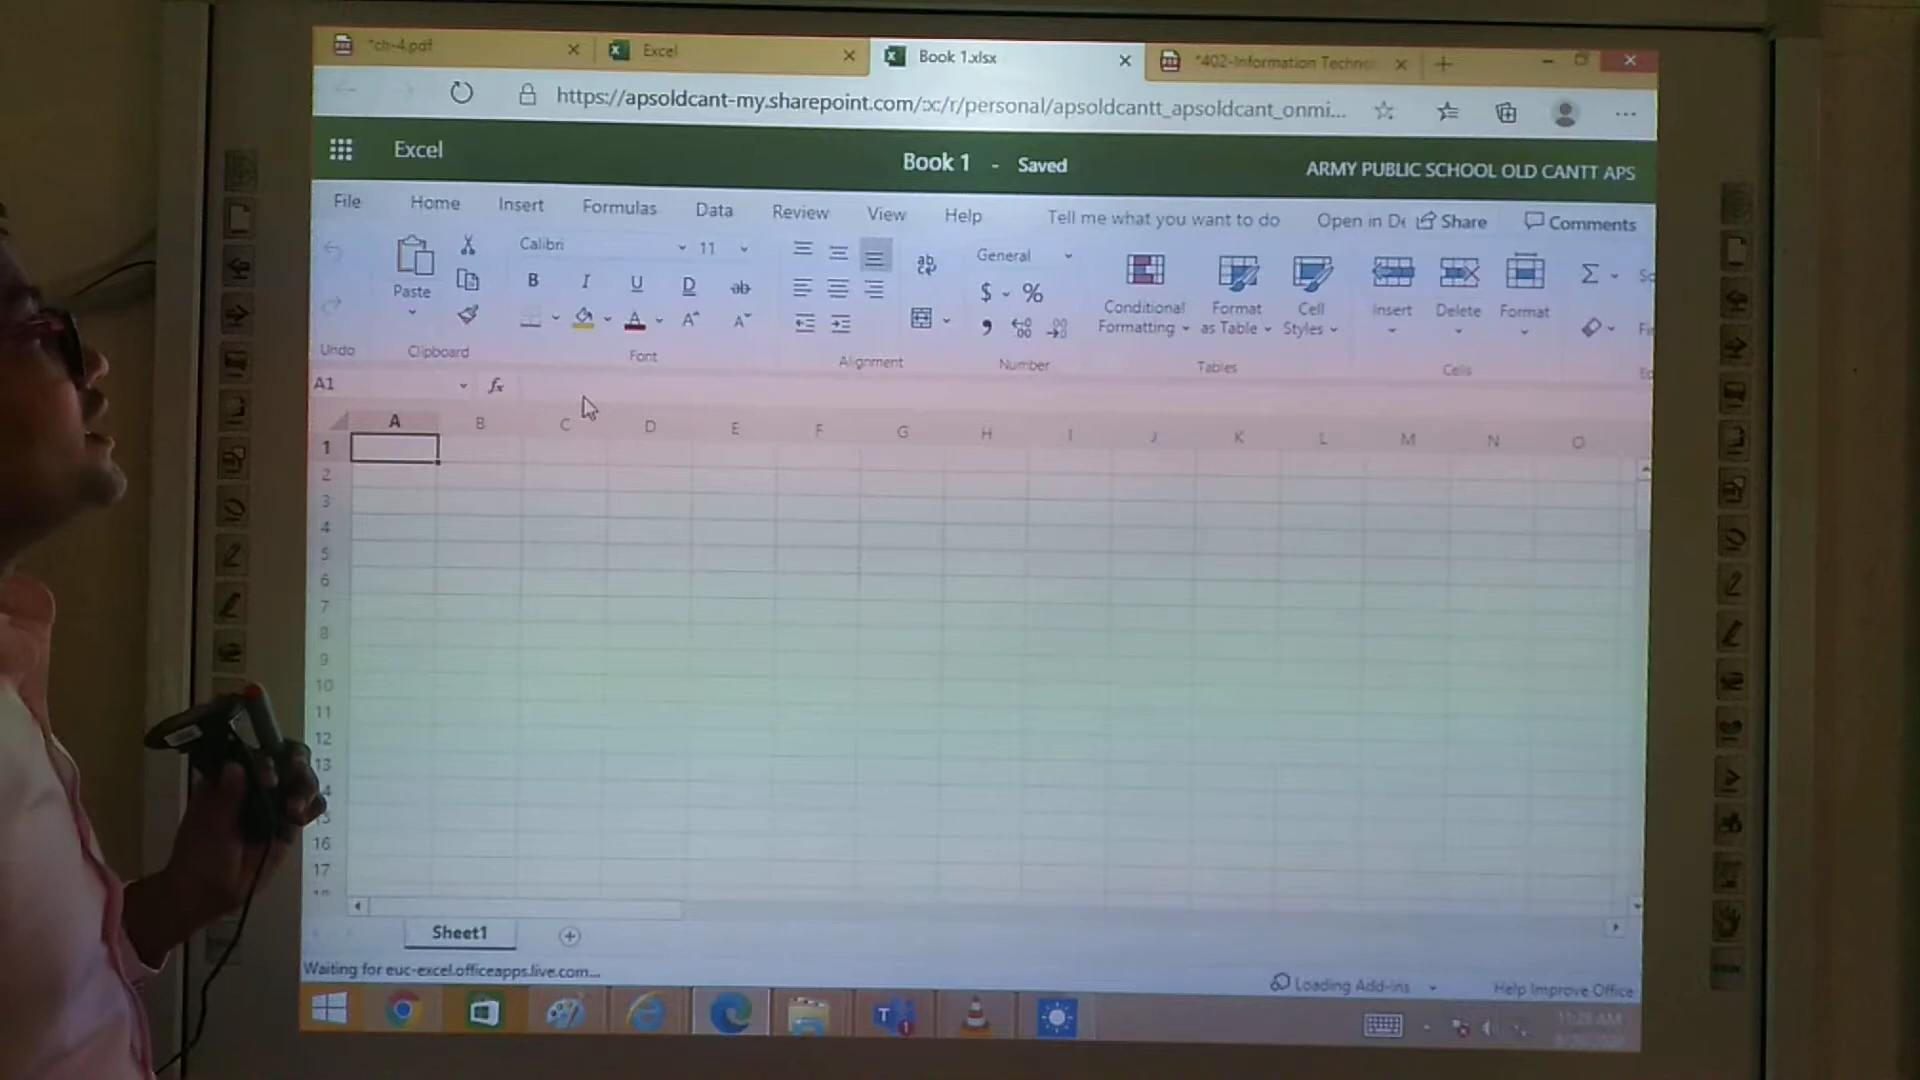 *ch-4.pdf
Excel
Book 1.xlsx
*402-Information Techno
https://apsoldcant-my.sharepoint.com/:x:/r/personal/apsoldcantt_apsoldcant_onmi...
Excel
Book 1 - Saved
ARMY PUBLIC SCHOOL OLD CANTT APS
File Home Insert Formulas Data Review View Help Tell me what you want to do Open in De Share Comments
Calibri 11
General
Paste
B I U D ab
$ %
Conditional Formatting
Format as Table
Cell Styles
Insert
Delete
Format
Undo
Clipboard
Font
Alignment
Number
Tables
Cells
A1
fx
A B C D E F G H I J K L M N O
1
2
3
4
5
6
7
8
9
10
11
12
13
16
17
Sheet1
Waiting for euc-excel.officeapps.live.com...
Loading Add-ins
Help Improve Office